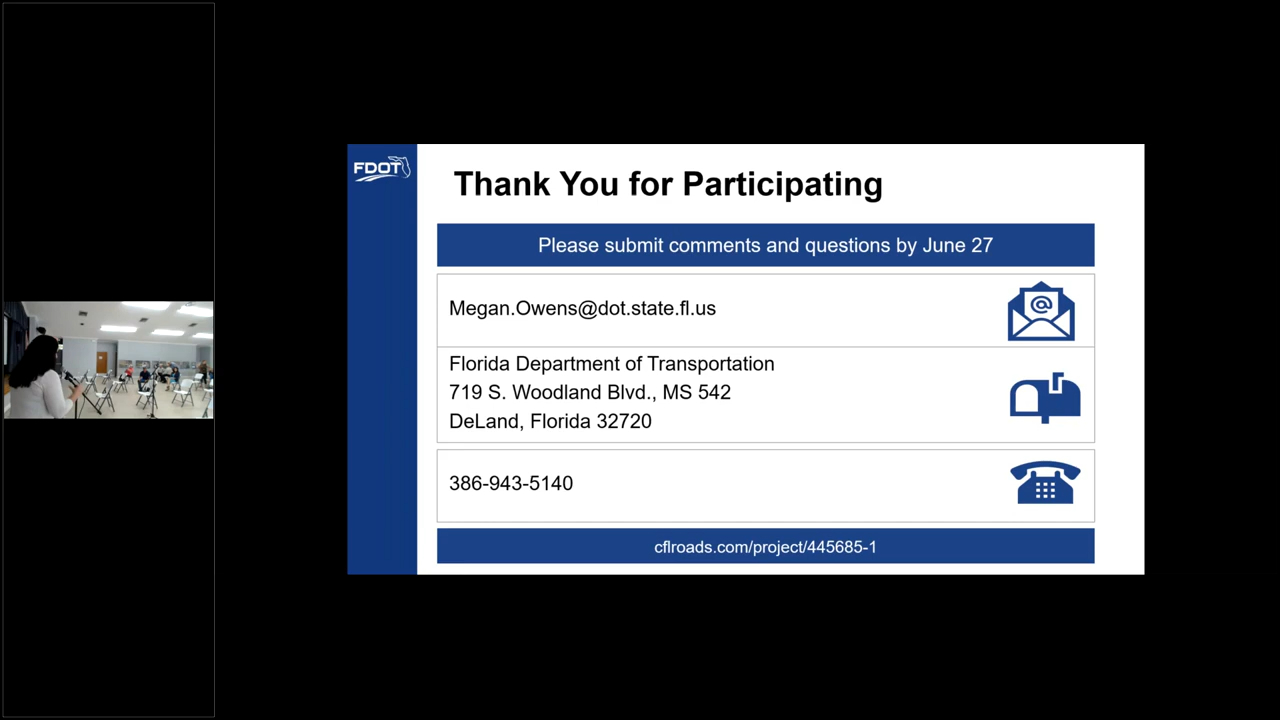 FDOT
Thank You for Participating
Please submit comments and questions by June 27
Megan.Owens@dot.state.fl.us
@
Florida Department of Transportation
719 S. Woodland Blvd., MS 542
DeLand, Florida 32720
386-943-5140
cflroads.com/project/445685-1